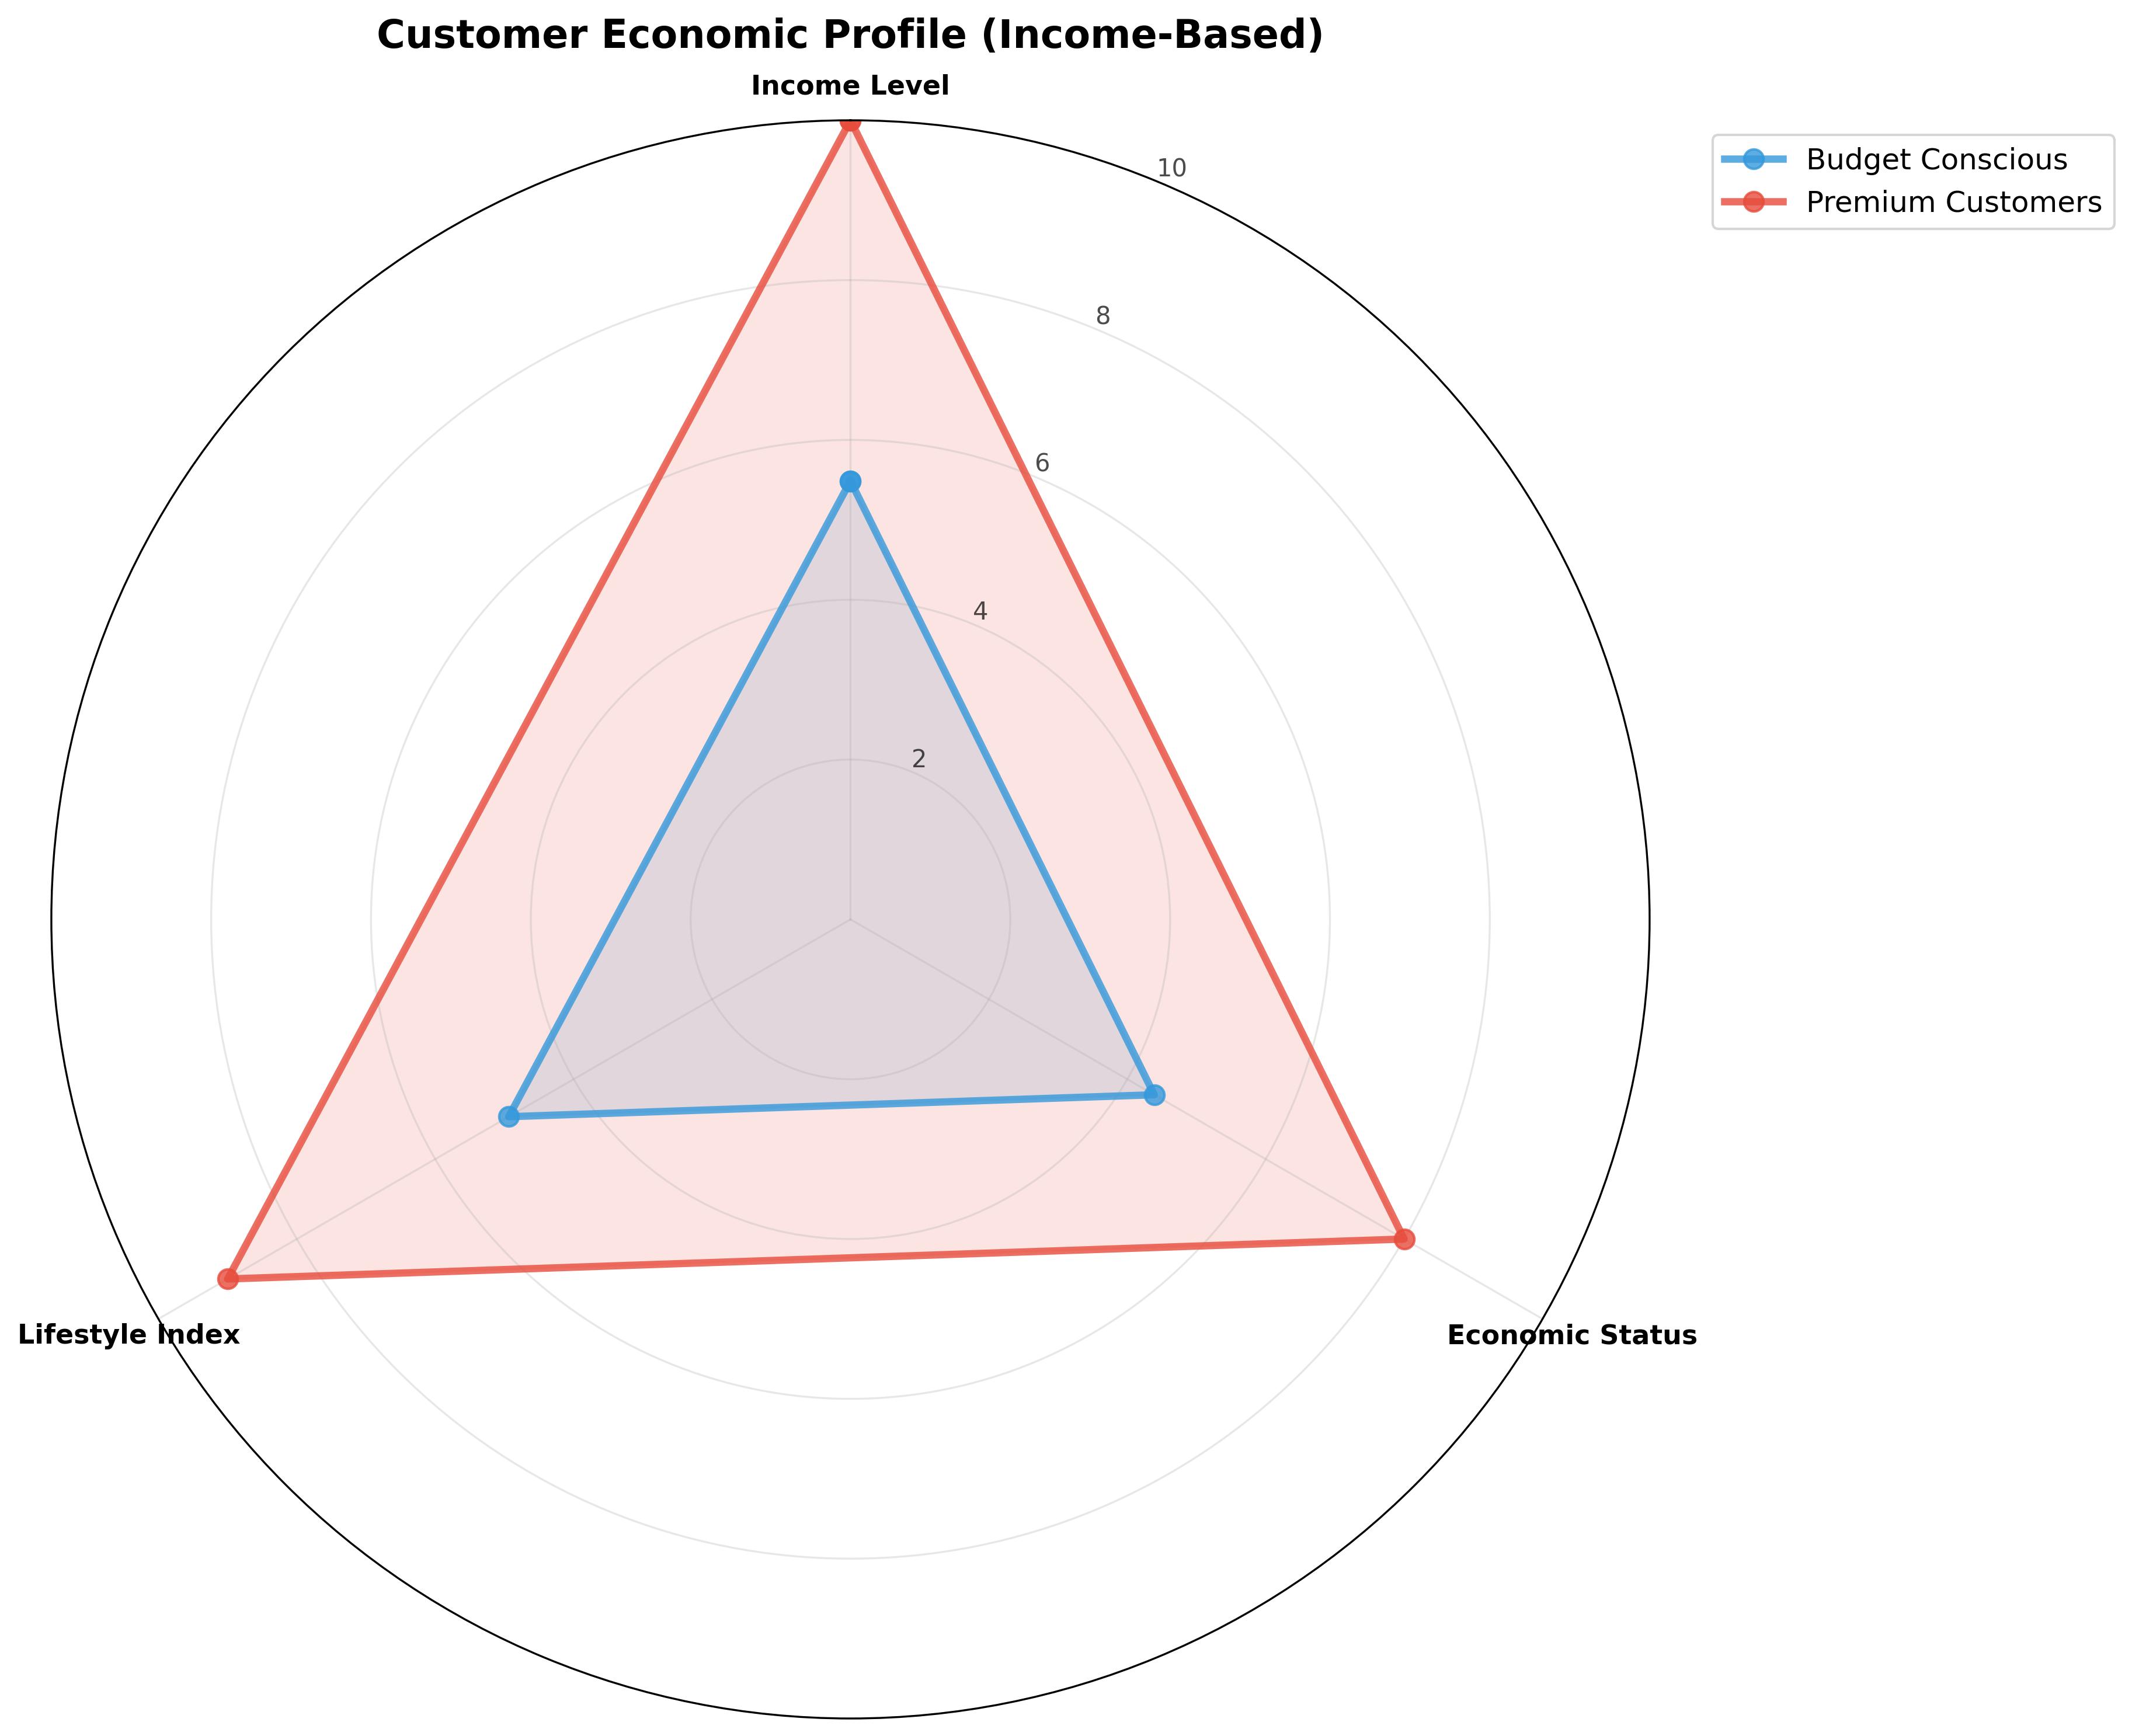 Customer Economic Profile (Income-Based)
Income Level
Budget Conscious
Premium Customers
10
8
6
4
2
Lifestyle Index
Economic Status